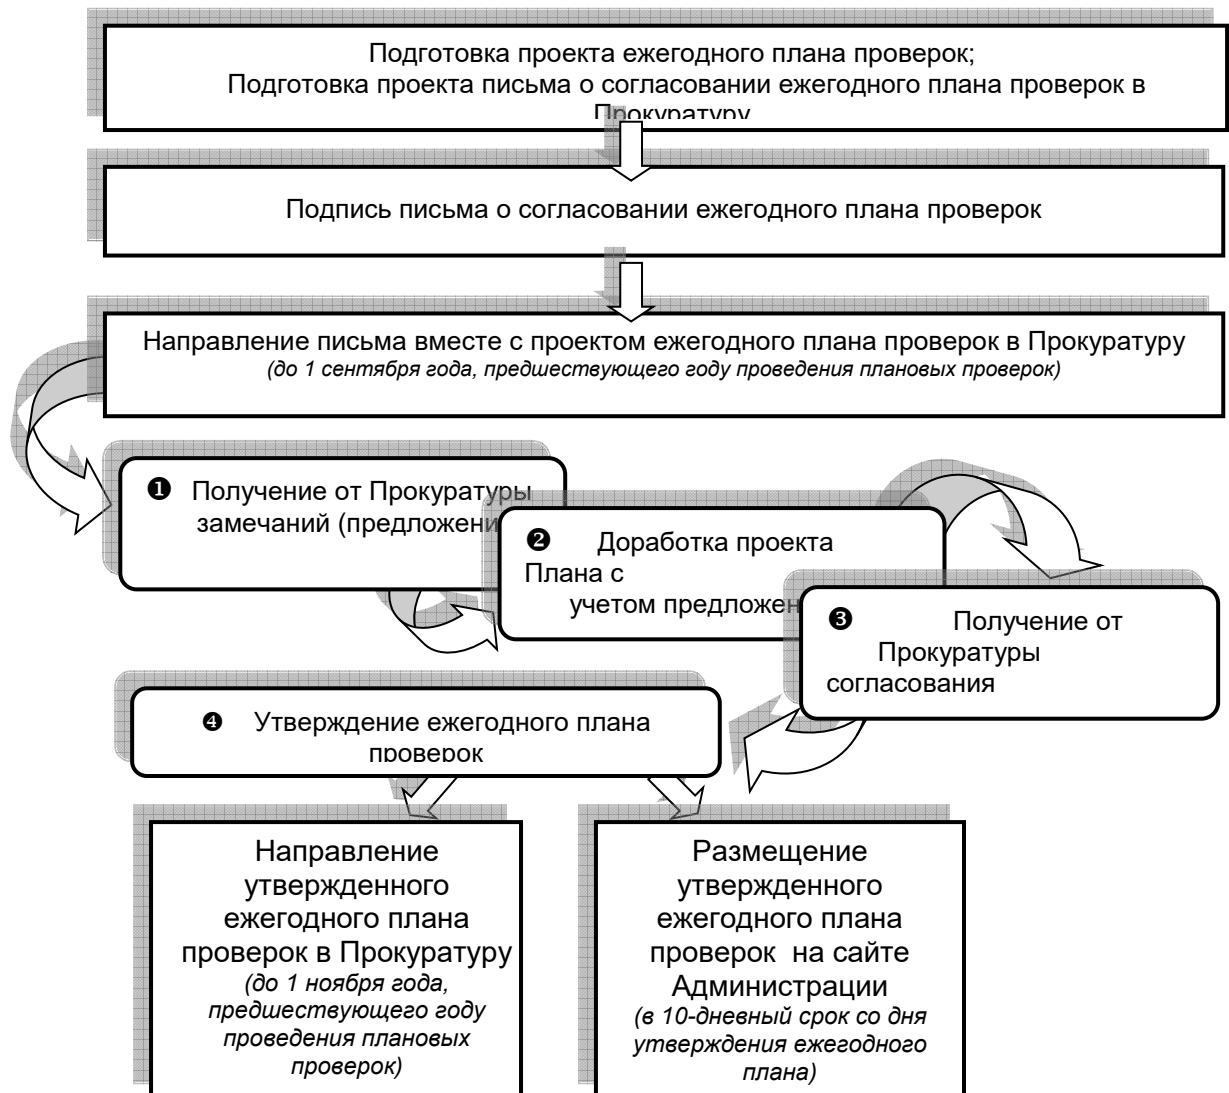 Подготовка проекта ежегодного плана проверок;
Подготовка проекта письма о согласовании ежегодного плана проверок в
Прокуратуру
Подпись письма о согласовании ежегодного плана проверок
Направление письма вместе с проектом ежегодного плана проверок в Прокуратуру
(до 1 сентября года, предшествующего году проведения плановых проверок)
❶ Получение от Прокуратуры
замечаний (предложени
❷ Доработка проекта
Плана с
учетом предложен
❸ Получение от
Прокуратуры
согласования
❹ Утверждение ежегодного плана
проверок
Направление
утвержденного
ежегодного плана
проверок в Прокуратуру
(до 1 ноября года,
предшествующего году
проведения плановых
проверок)
Размещение
утвержденного
ежегодного плана
проверок на сайте
Администрации
(в 10-дневный срок со дня
утверждения ежегодного
плана)